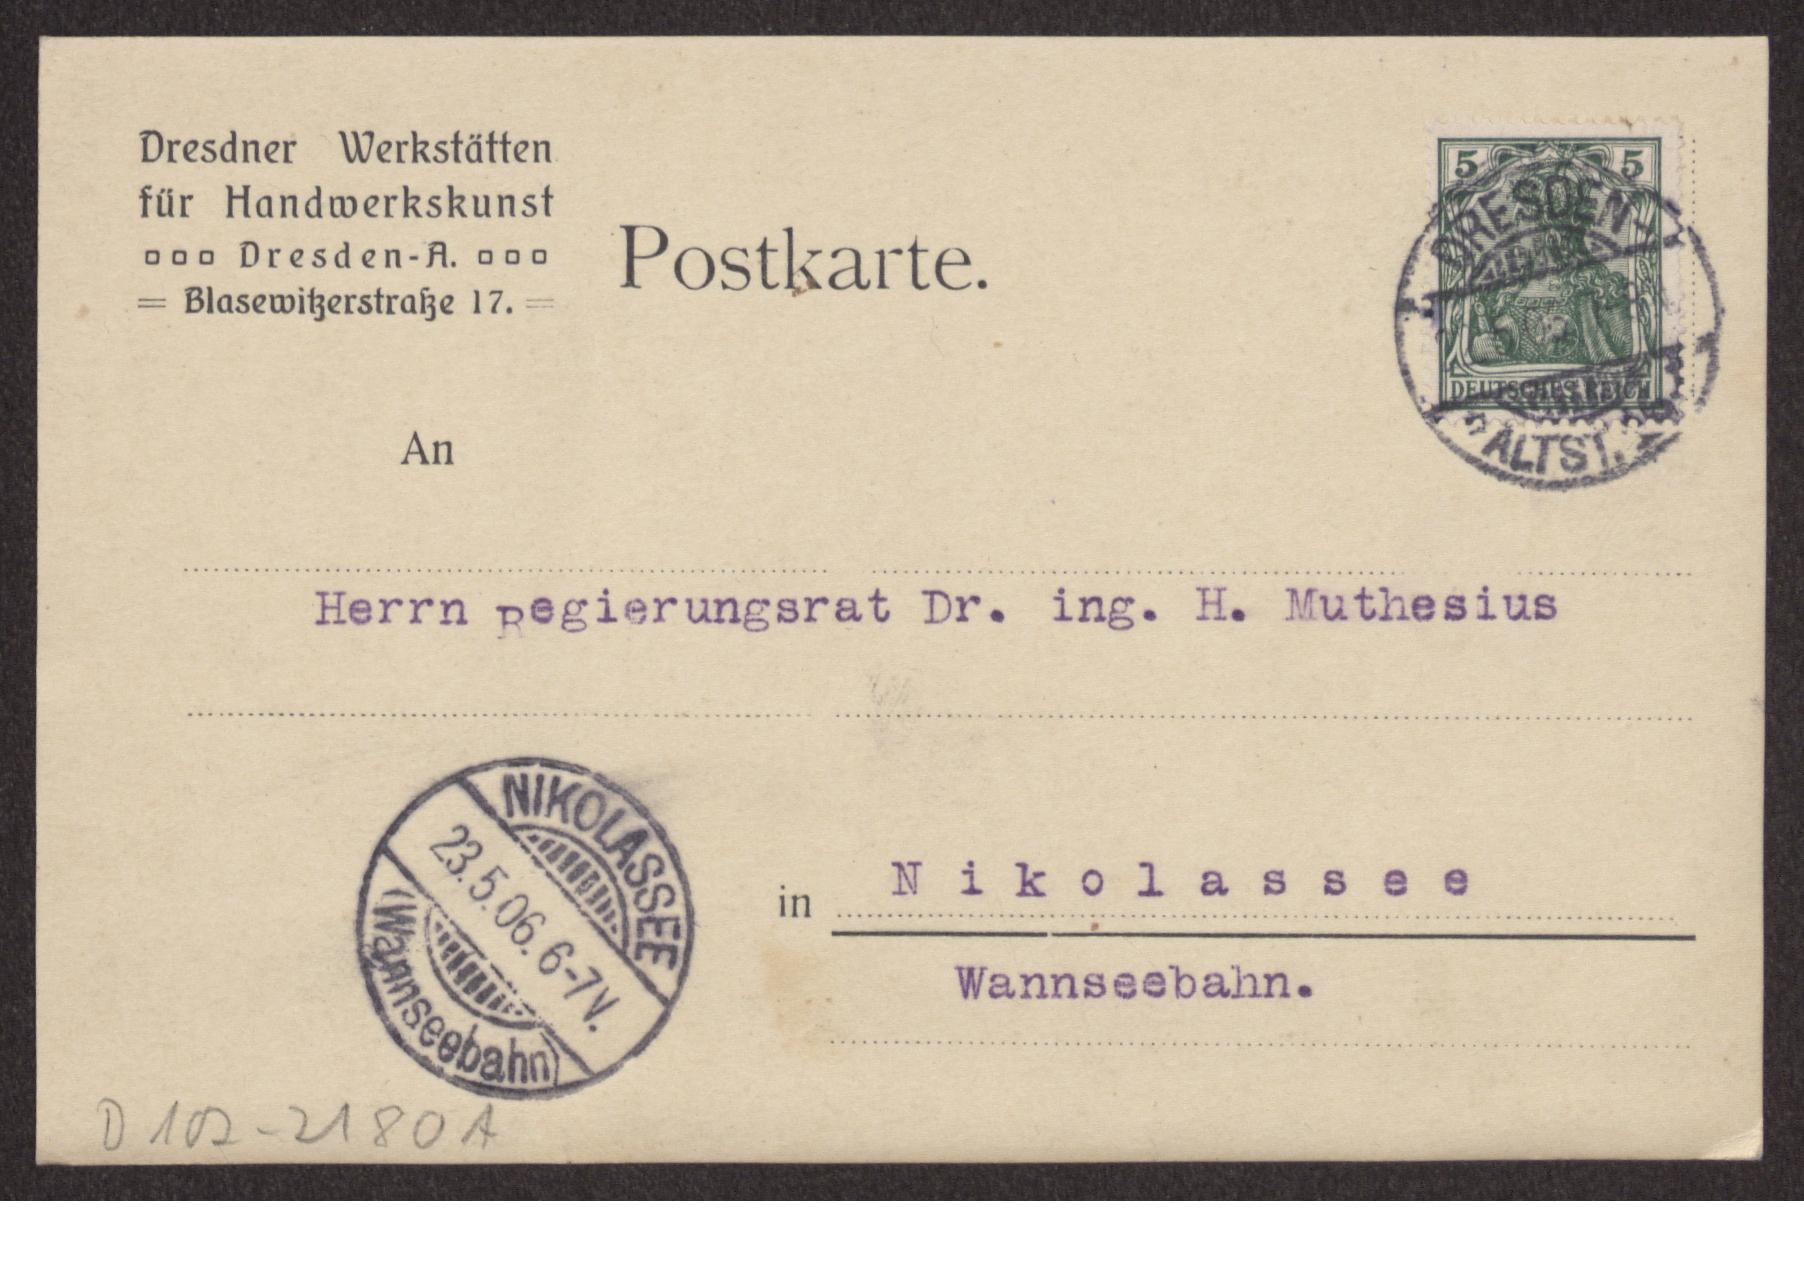 Dresdner Werkstätten
für Handwerkskunst
Dresden-A.
= Blasewitzerstraße 17. =
Postkarte.
5 5
DEUTSCHES REICH
DRESDEN-
ALTST.
An
Herrn Regierungsrat Dr. ing. H. Muthesius
NIKOLASSEE
23.5.06. 6-7V.
(Wannseebahn)
in Nikolassee
Wannseebahn.
D 102-2180A